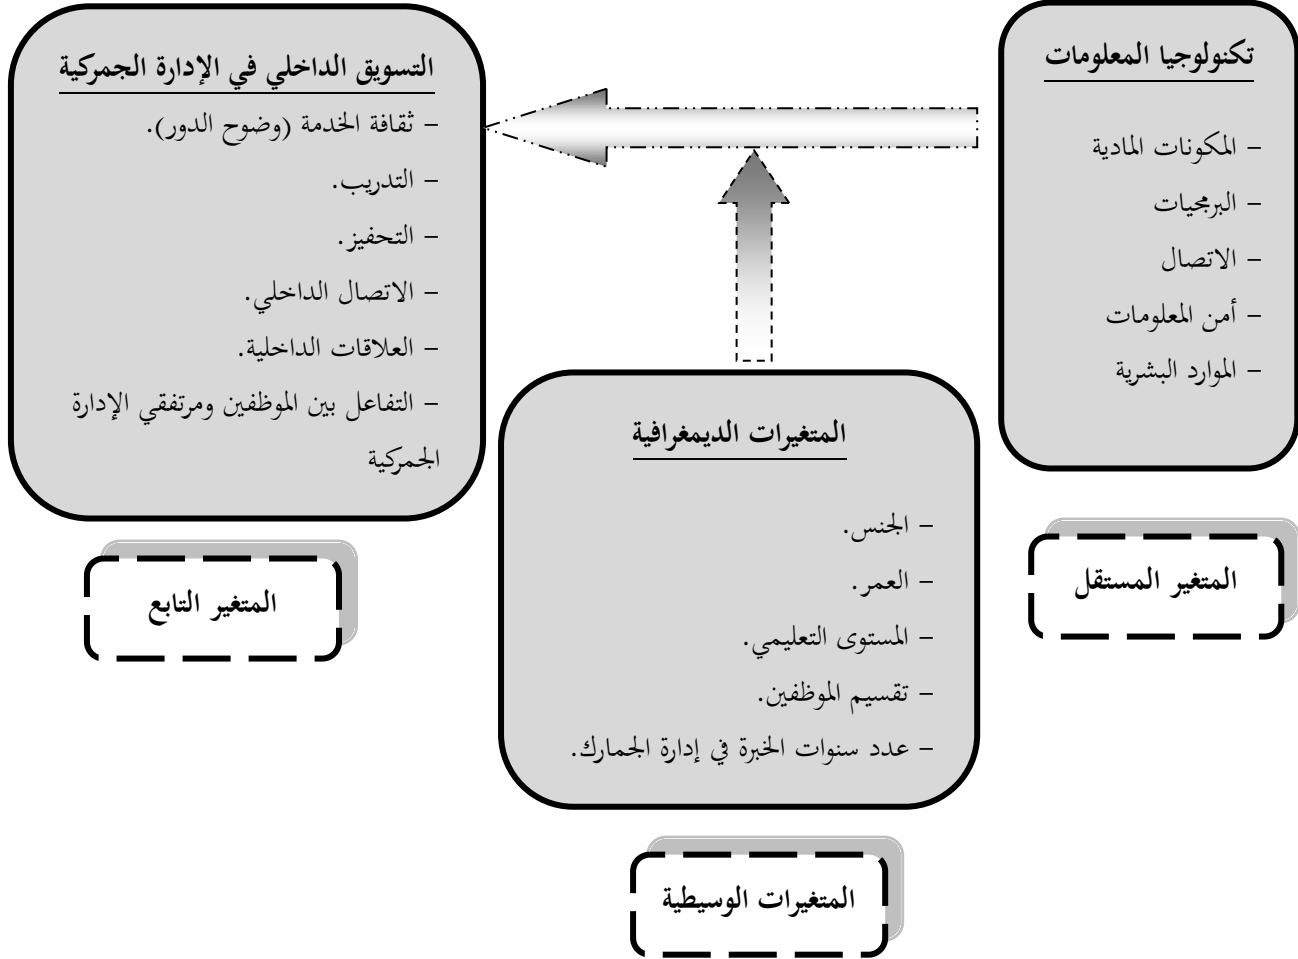 تكنولوجيا المعلومات
– المكونات المادية
– البرمجيات
– الاتصال
– أمن المعلومات
– الموارد البشرية
المتغير المستقل
التسويق الداخلي في الإدارة الجمركية
– ثقافة الخدمة (وضوح الدور).
– التدريب.
– التحفيز.
– الاتصال الداخلي.
– العلاقات الداخلية.
– التفاعل بين الموظفين ومرتفقي الإدارة
الجمركية
المتغير التابع
المتغيرات الديمغرافية
– الجنس.
– العمر.
– المستوى التعليمي.
– تقسيم الموظفين.
– عدد سنوات الخبرة في إدارة الجمارك.
المتغيرات الوسيطية